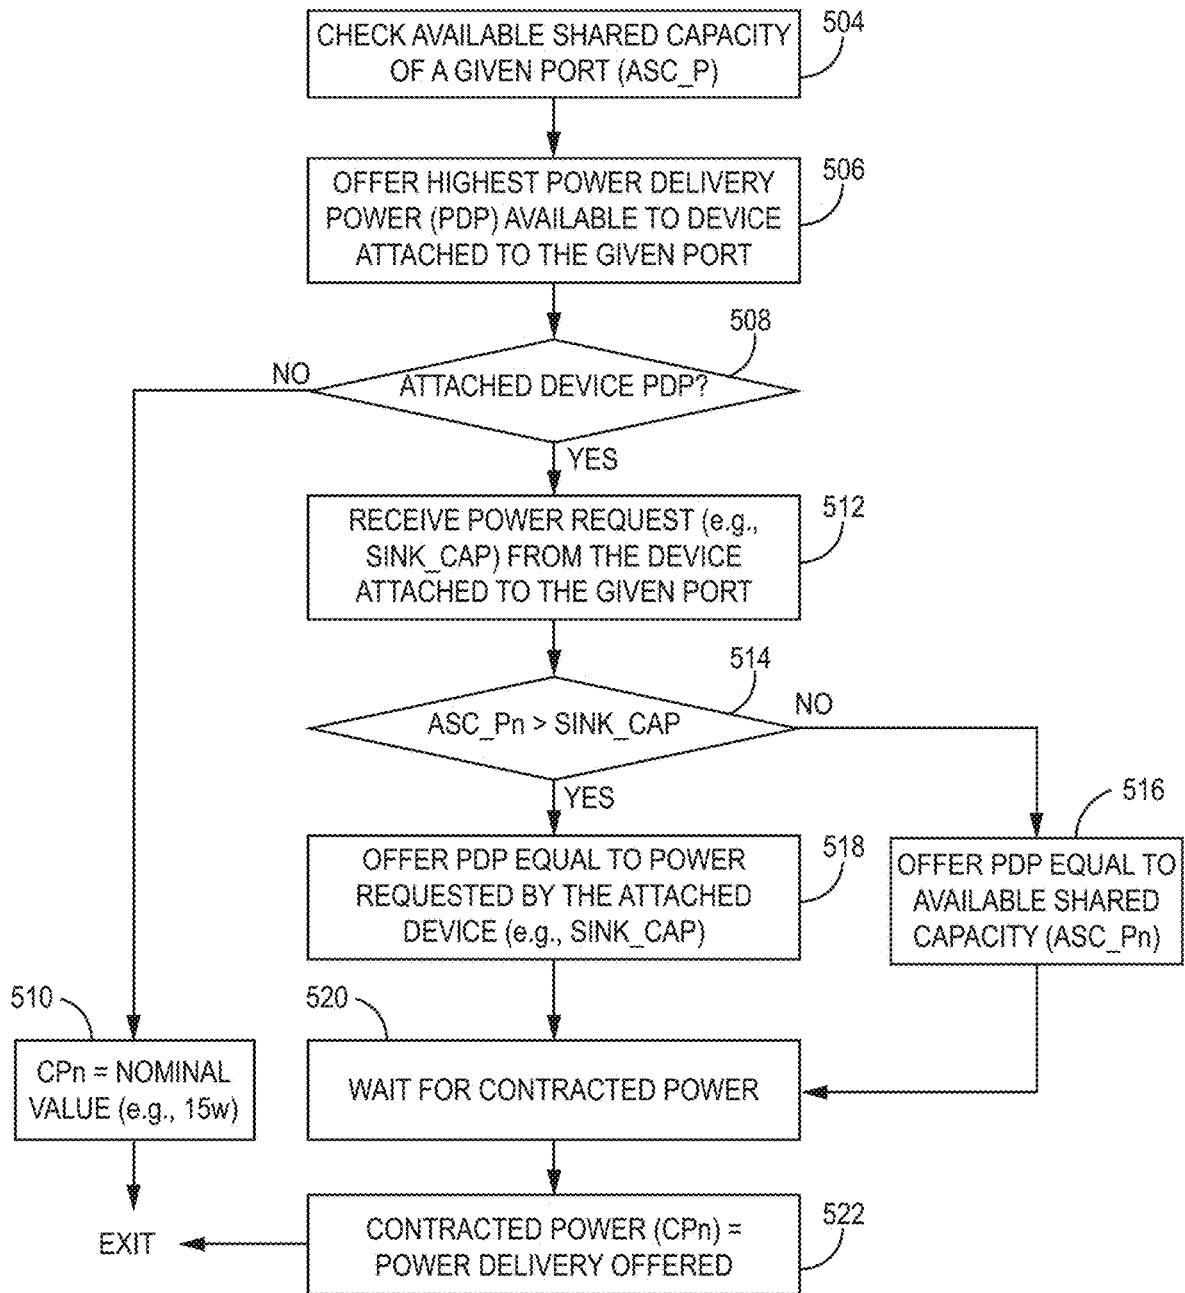 CHECK AVAILABLE SHARED CAPACITY
OF A GIVEN PORT (ASC_P)
504
OFFER HIGHEST POWER DELIVERY
POWER (PDP) AVAILABLE TO DEVICE
ATTACHED TO THE GIVEN PORT
506
508
NO
ATTACHED DEVICE PDP?
YES
RECEIVE POWER REQUEST (e.g.,
SINK_CAP) FROM THE DEVICE
ATTACHED TO THE GIVEN PORT
512
514
NO
ASC_Pn > SINK_CAP
YES
516
OFFER PDP EQUAL TO POWER
REQUESTED BY THE ATTACHED
DEVICE (e.g., SINK_CAP)
518
OFFER PDP EQUAL TO
AVAILABLE SHARED
CAPACITY (ASC_Pn)
510
CPn = NOMINAL
VALUE (e.g., 15w)
520
WAIT FOR CONTRACTED POWER
EXIT
CONTRACTED POWER (CPn) =
POWER DELIVERY OFFERED
522